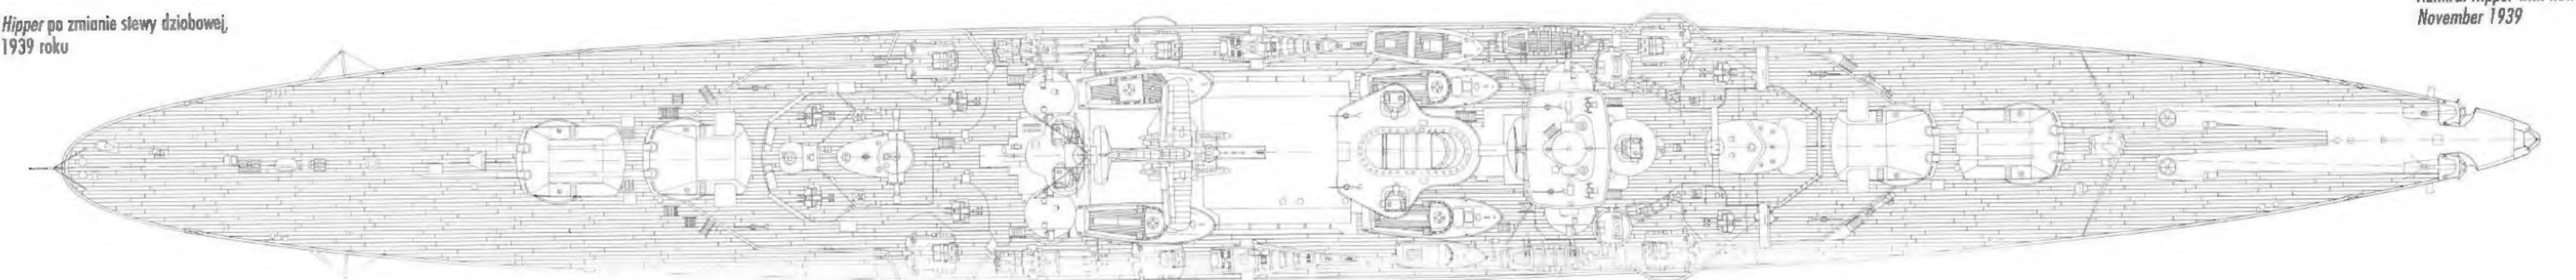 Hipper po zmianie stewy dziobowej,
1939 roku
November 1939